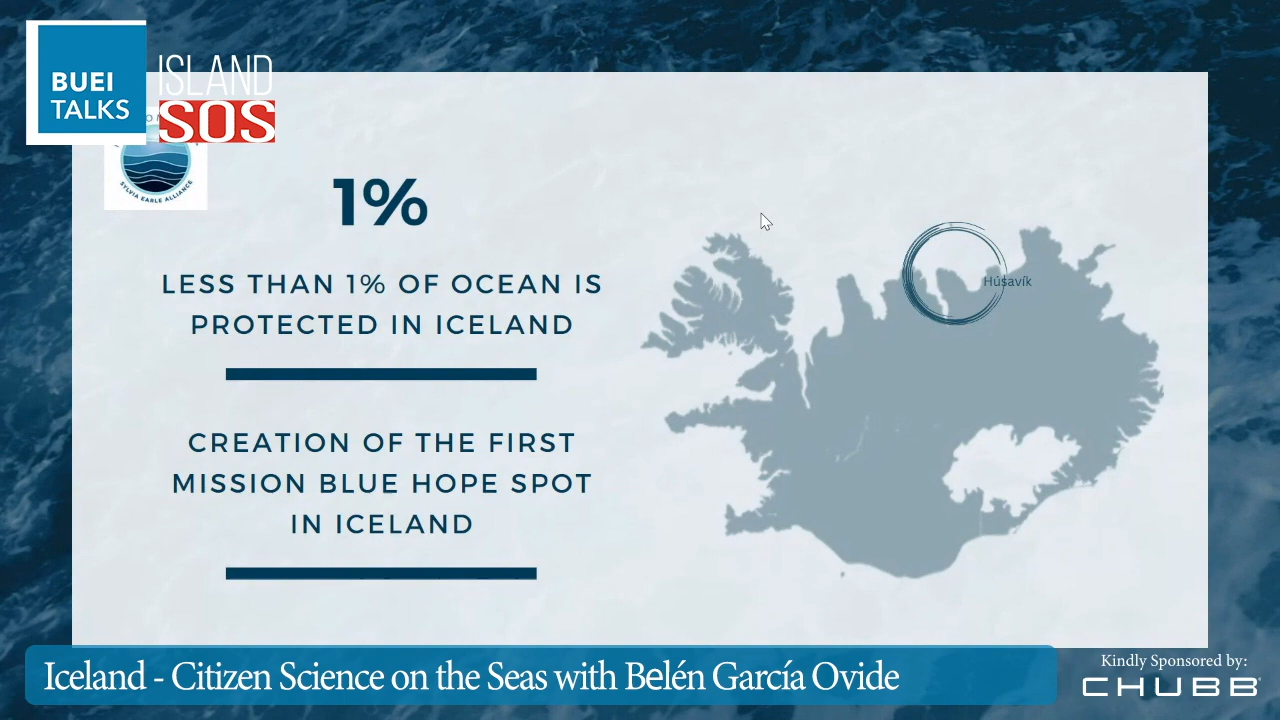 BUEI
TALKS
ISLAND
SOS
SYLVIA EARLE ALLIANCE
1%
LESS THAN 1% OF OCEAN IS
PROTECTED IN ICELAND
CREATION OF THE FIRST
MISSION BLUE HOPE SPOT
IN ICELAND
Húsavík
Iceland - Citizen Science on the Seas with Belén García Ovide
Kindly Sponsored by:
CHUBB